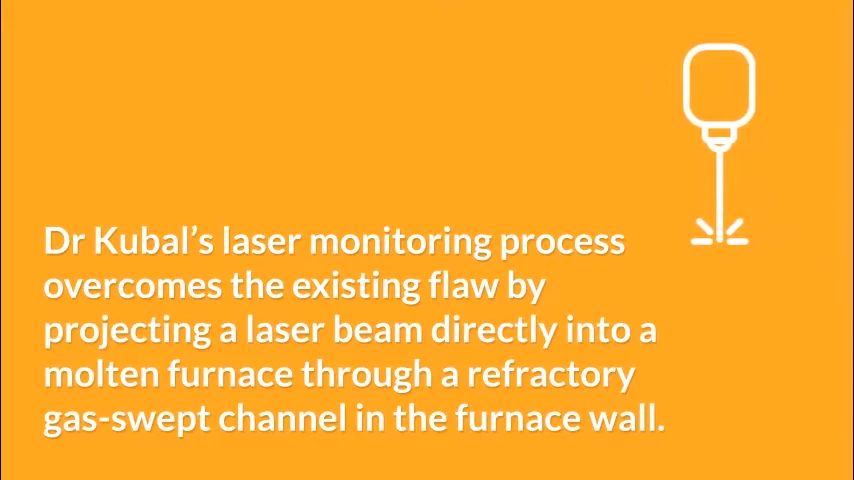 Dr Kubal’s laser monitoring process
overcomes the existing flaw by
projecting a laser beam directly into a
molten furnace through a refractory
gas-swept channel in the furnace wall.